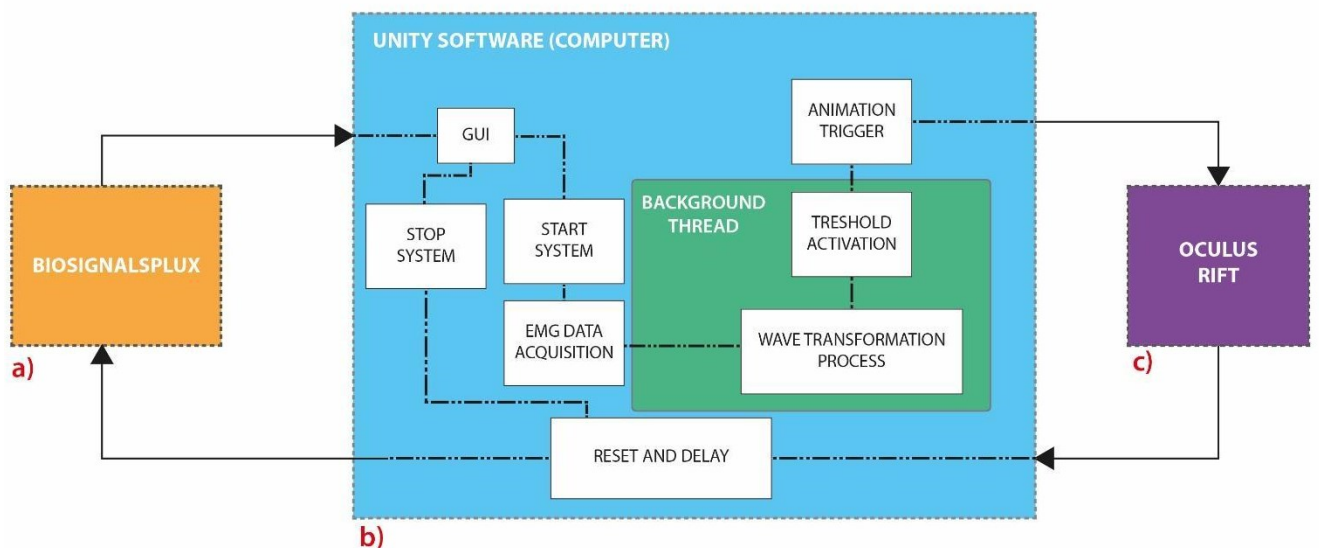 UNITY SOFTWARE (COMPUTER)
GUI
ANIMATION
TRIGGER
BIOSIGNALSPLUX
STOP
SYSTEM
START
SYSTEM
BACKGROUND
THREAD
TRESHOLD
ACTIVATION
OCULUS
RIFT
EMG DATA
ACQUISITION
WAVE TRANSFORMATION
PROCESS
a)
c)
RESET AND DELAY
b)